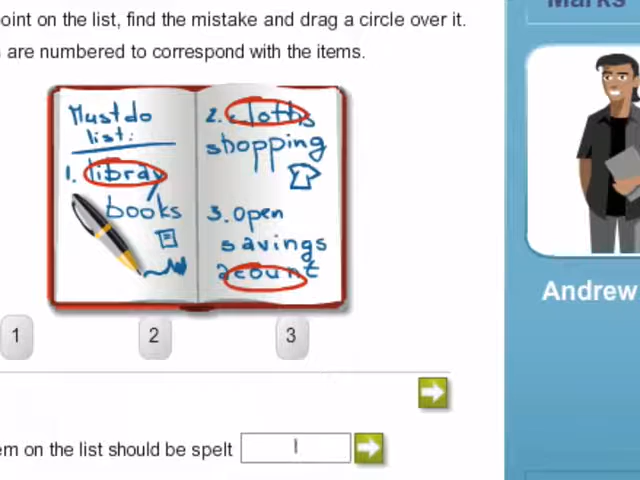 oint on the list, find the mistake and drag a circle over it.
are numbered to correspond with the items.
Marks
Must do
list:
1. libray
books
2. cloths
shopping
3. Open
savings
acount
1
2
3
Andrew
em on the list should be spelt